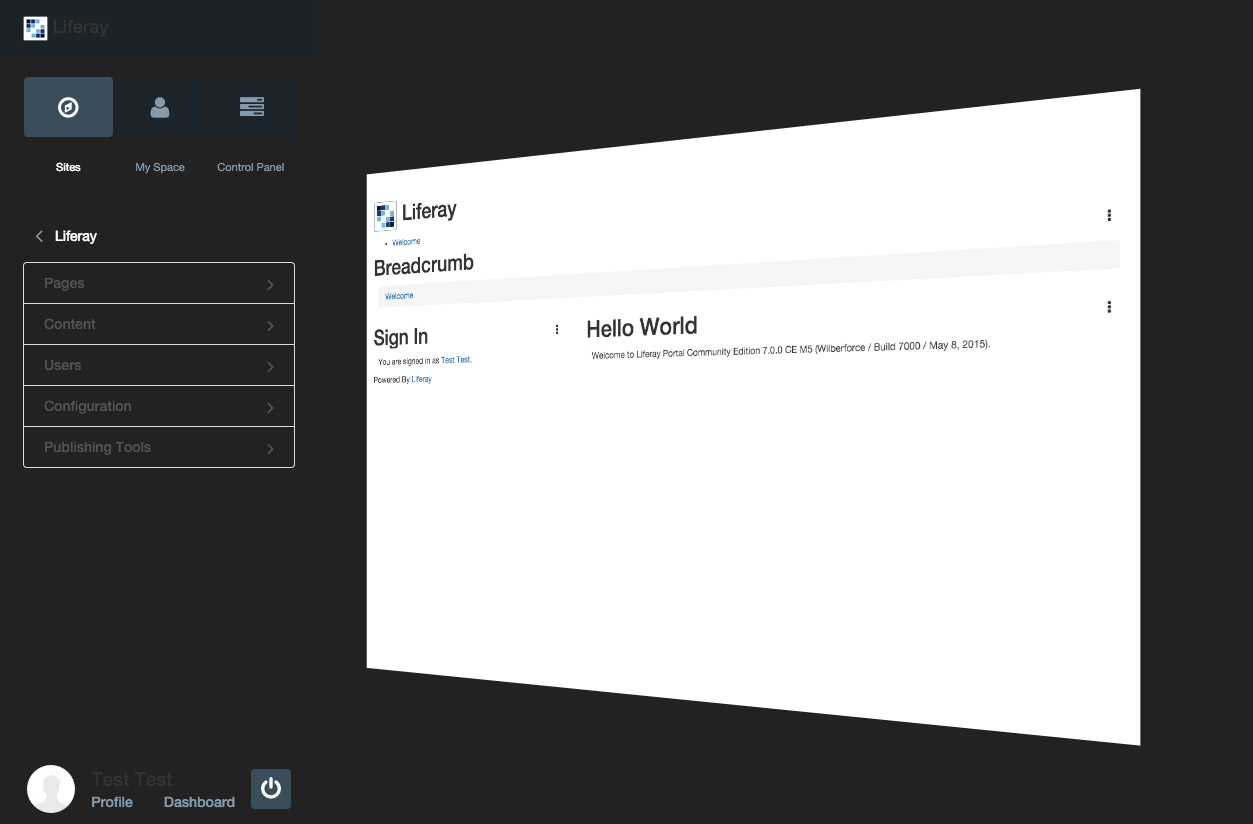 Liferay
Sites
My Space
Control Panel
Liferay
Pages
Content
Users
Configuration
Publishing Tools
Test Test
Profile
Dashboard
Liferay
Welcome
Breadcrumb
Welcome
Sign In
You are signed in as Test Test.
Powered By Liferay
Hello World
Welcome to Liferay Portal Community Edition 7.0.0 CE M5 (Wilberforce / Build 7000 / May 8, 2015).